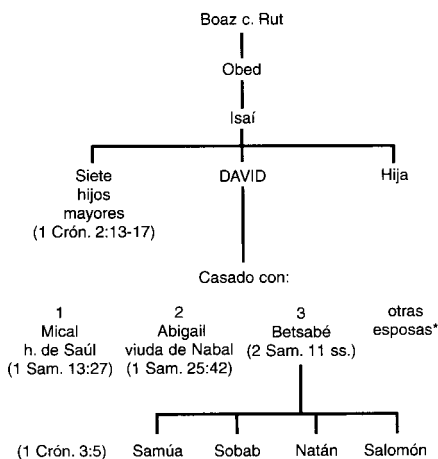 Boaz c. Rut
Obed
Isaí
Siete
hijos
mayores
(1 Crón. 2:13-17)
DAVID
Hija
Casado con:
1
Mical
h. de Saúl
(1 Sam. 13:27)
2
Abigail
viuda de Nabal
(1 Sam. 25:42)
3
Betsabé
(2 Sam. 11 ss.)
otras
esposas*
(1 Crón. 3:5) Samúa Sobab Natán Salomón